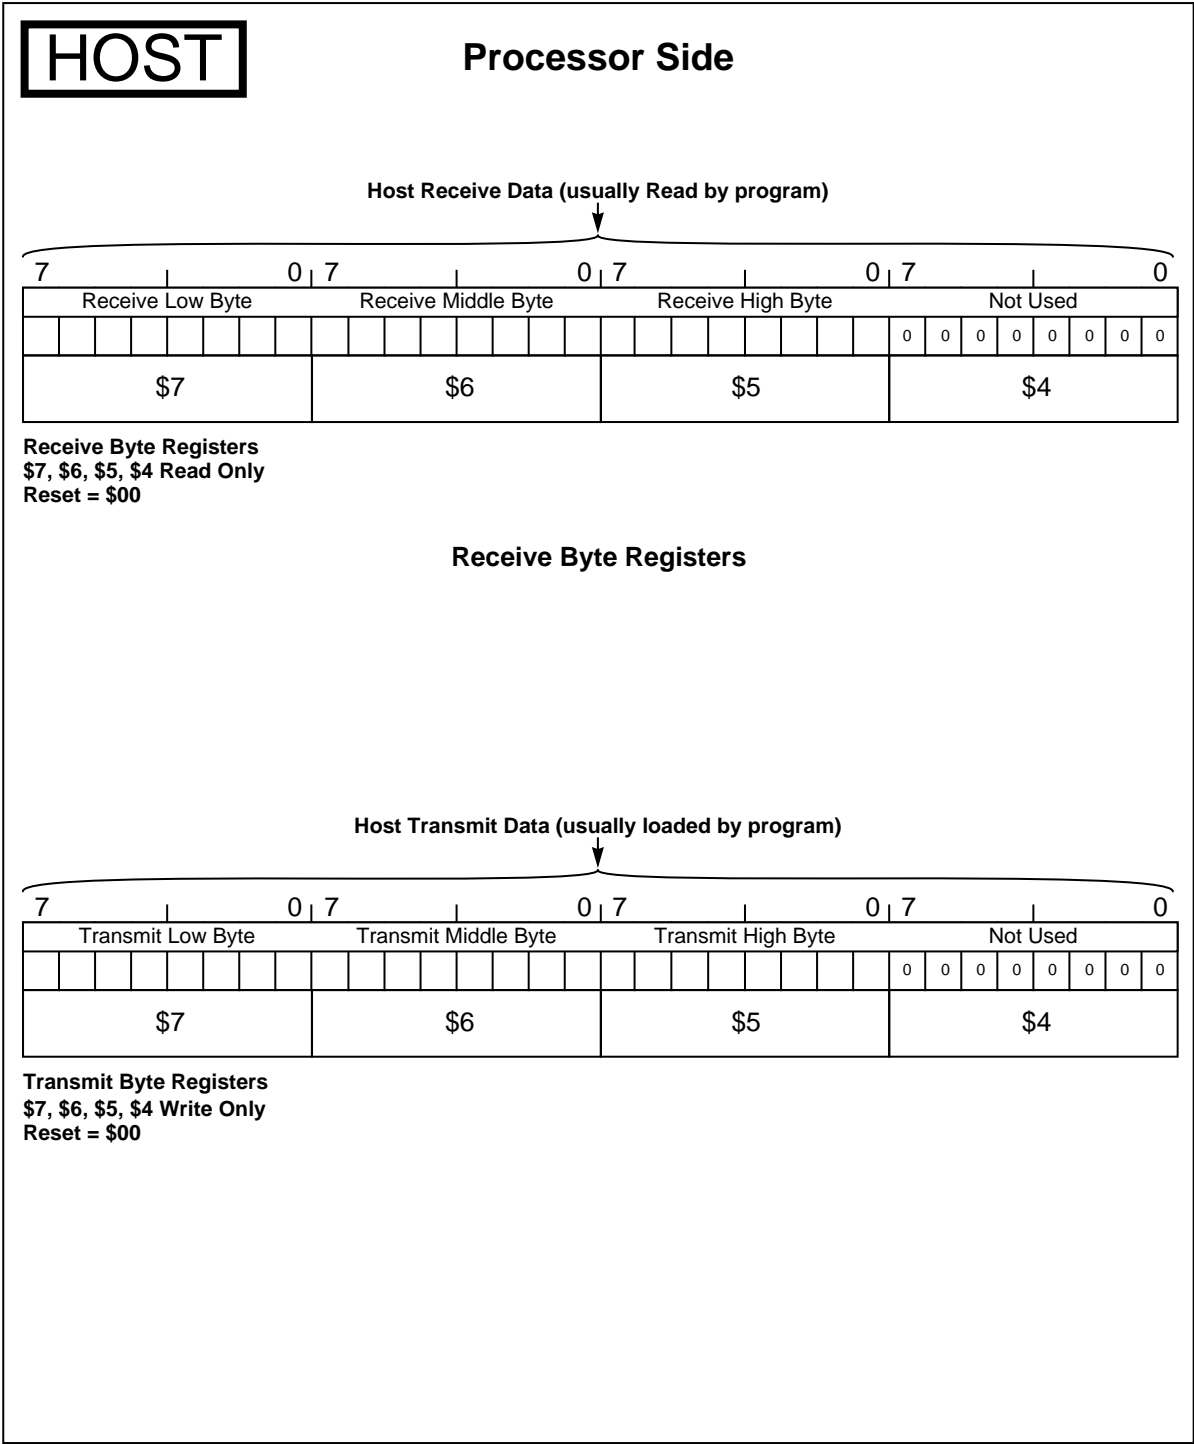 HOST
Processor Side
Host Receive Data (usually Read by program)
7 0 7 0 7 0 7 0
Receive Low Byte Receive Middle Byte Receive High Byte Not Used
0 0 0 0 0 0 0 0
$7 $6 $5 $4
Receive Byte Registers
$7, $6, $5, $4 Read Only
Reset = $00
Receive Byte Registers
Host Transmit Data (usually loaded by program)
7 0 7 0 7 0 7 0
Transmit Low Byte Transmit Middle Byte Transmit High Byte Not Used
0 0 0 0 0 0 0 0
$7 $6 $5 $4
Transmit Byte Registers
$7, $6, $5, $4 Write Only
Reset = $00